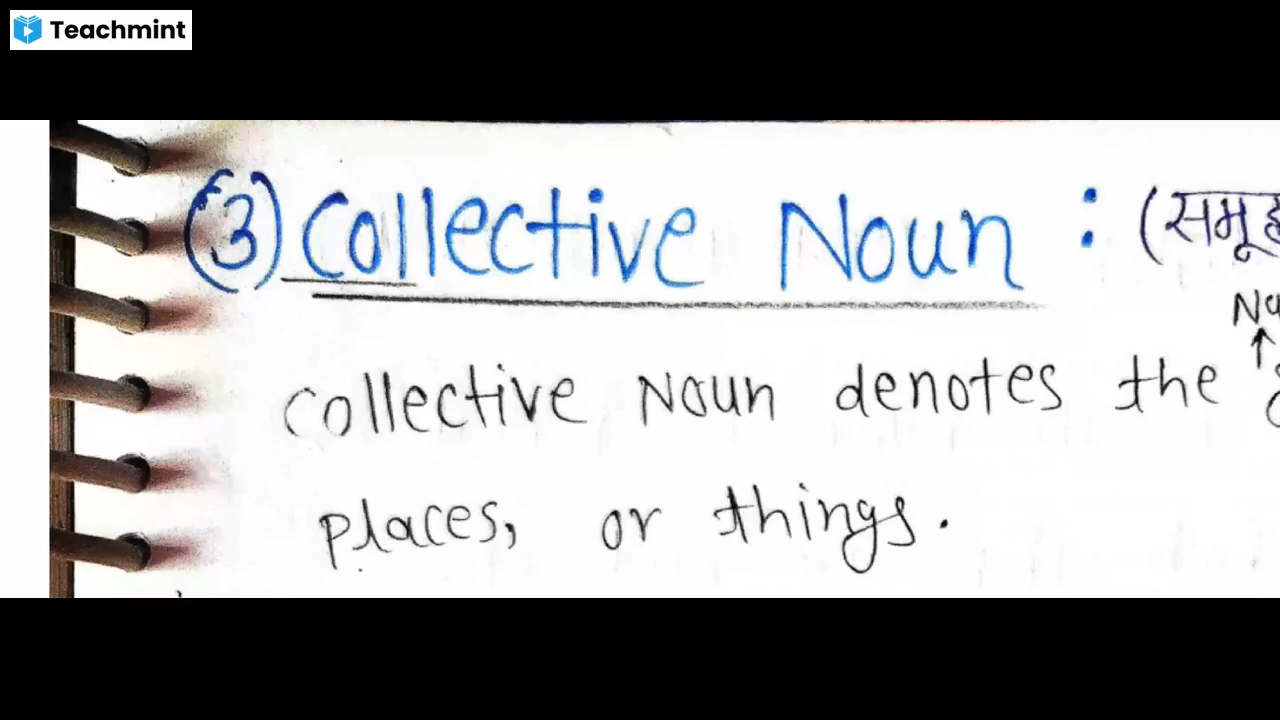 Teachmint
(3) Collective Noun : (समूह
Collective Noun denotes the
places, or things.